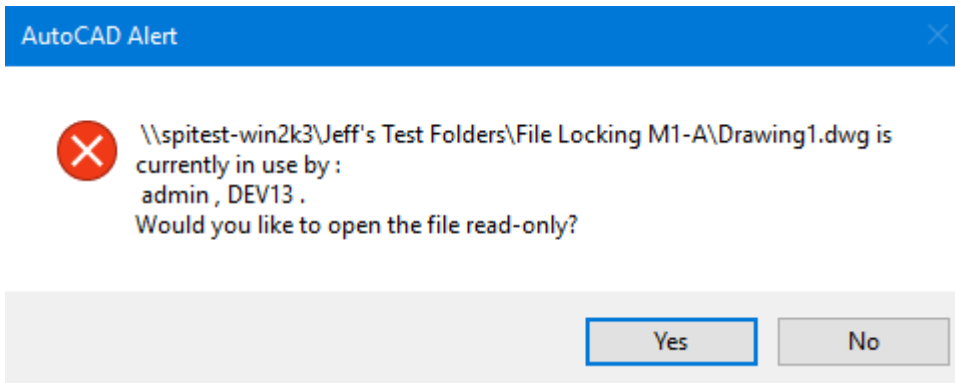 AutoCAD Alert
\\spitest-win2k3\Jeff's Test Folders\File Locking M1-A\Drawing1.dwg is
currently in use by :
admin , DEV13 .
Would you like to open the file read-only?
Yes No